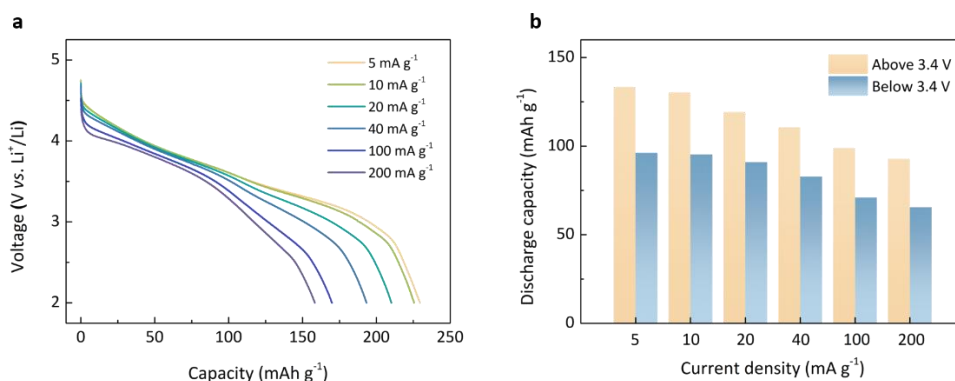 a
5
4
3
2
Voltage (V vs. Li⁺/Li)
5 mA g⁻¹
10 mA g⁻¹
20 mA g⁻¹
40 mA g⁻¹
100 mA g⁻¹
200 mA g⁻¹
0 50 100 150 200 250
Capacity (mAh g⁻¹)
b
150
100
50
0
Discharge capacity (mAh g⁻¹)
Above 3.4 V
Below 3.4 V
5 10 20 40 100 200
Current density (mA g⁻¹)